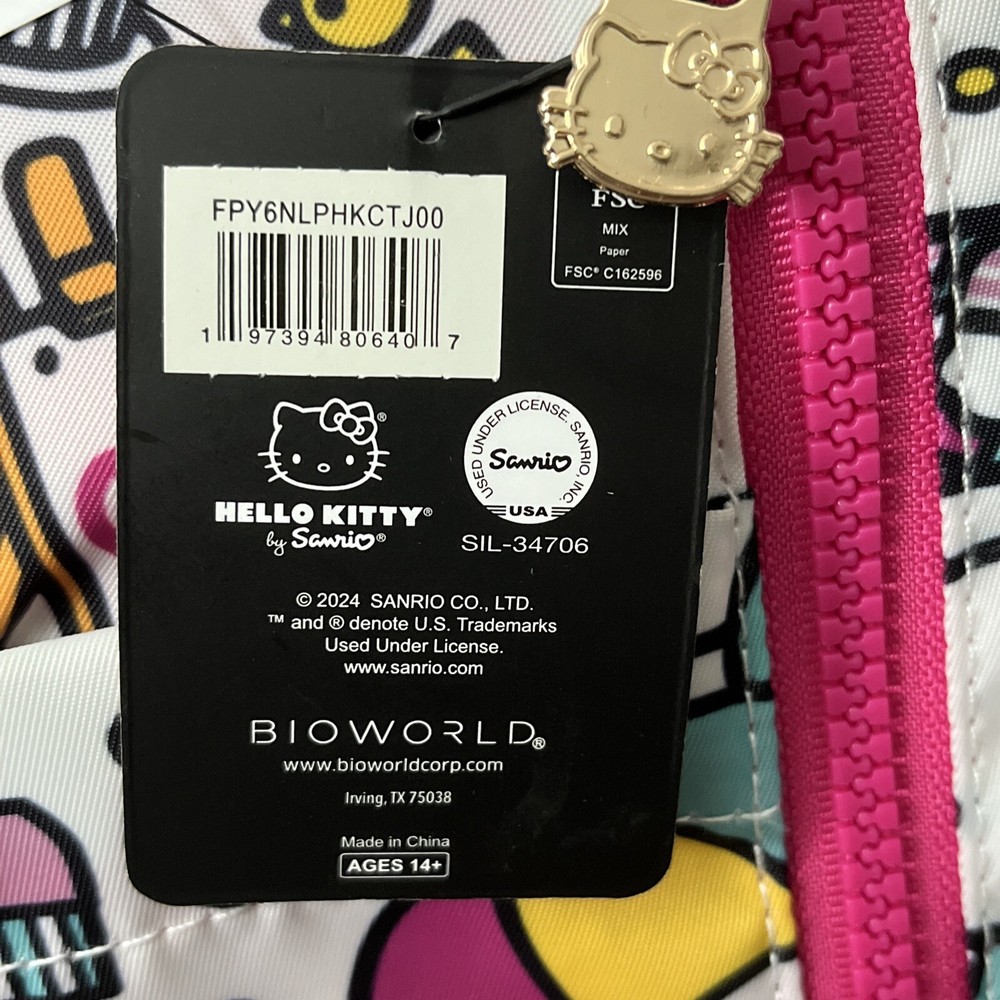 FPY6NLPHKCTJ00
1 97394 80640 7
FSC
MIX
Paper
FSC® C162596
HELLO KITTY®
by Sanrio®
USED UNDER LICENSE. SANRIO, INC.
Sanrio
USA
SIL-34706
© 2024 SANRIO CO., LTD.
™ and ® denote U.S. Trademarks
Used Under License.
www.sanrio.com
BIOWORLD®
www.bioworldcorp.com
Irving, TX 75038
Made in China
AGES 14+